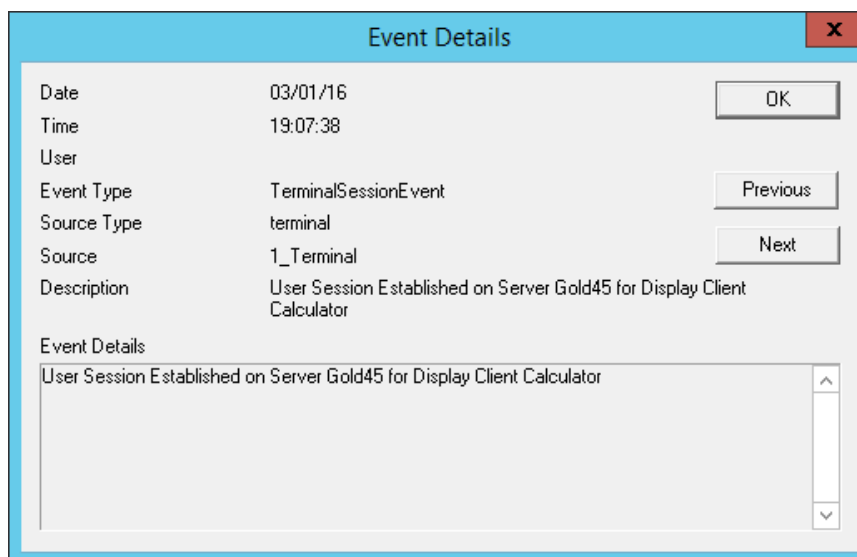 Event Details
x
Date 03/01/16
OK
Time 19:07:38
User
Event Type TerminalSessionEvent
Previous
Source Type terminal
Source 1_Terminal
Next
Description User Session Established on Server Gold45 for Display Client
Calculator
Event Details
User Session Established on Server Gold45 for Display Client Calculator